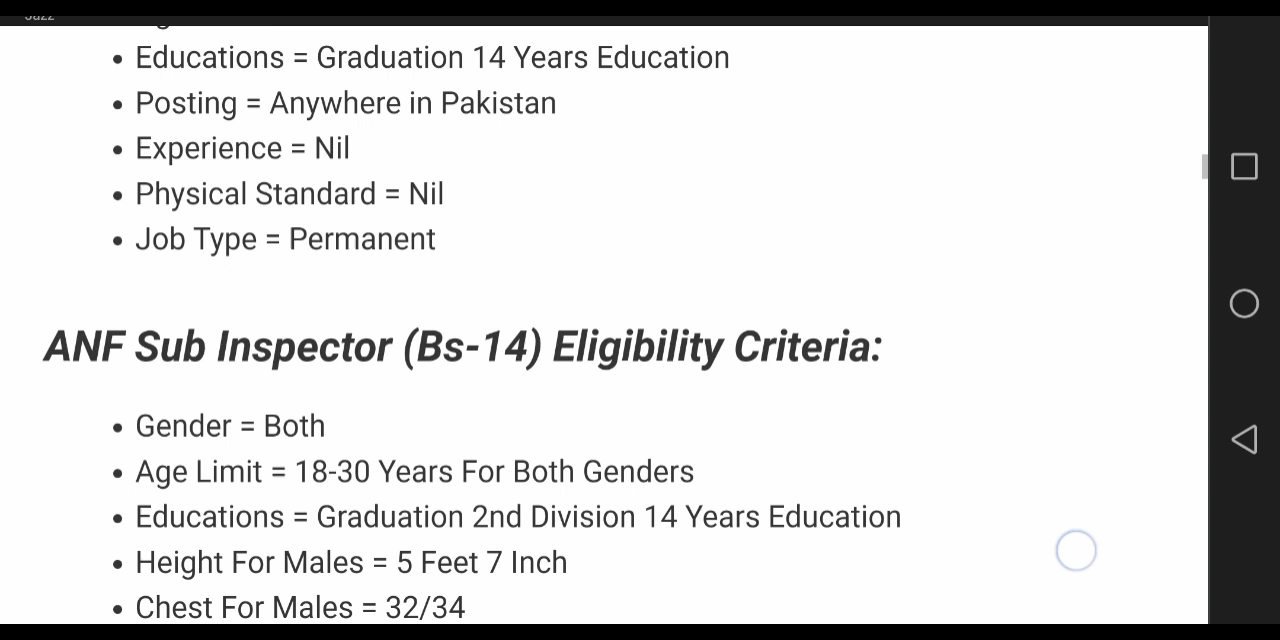 Jazz
• Educations = Graduation 14 Years Education
• Posting = Anywhere in Pakistan
• Experience = Nil
• Physical Standard = Nil
• Job Type = Permanent
ANF Sub Inspector (Bs-14) Eligibility Criteria:
• Gender = Both
• Age Limit = 18-30 Years For Both Genders
• Educations = Graduation 2nd Division 14 Years Education
• Height For Males = 5 Feet 7 Inch
• Chest For Males = 32/34